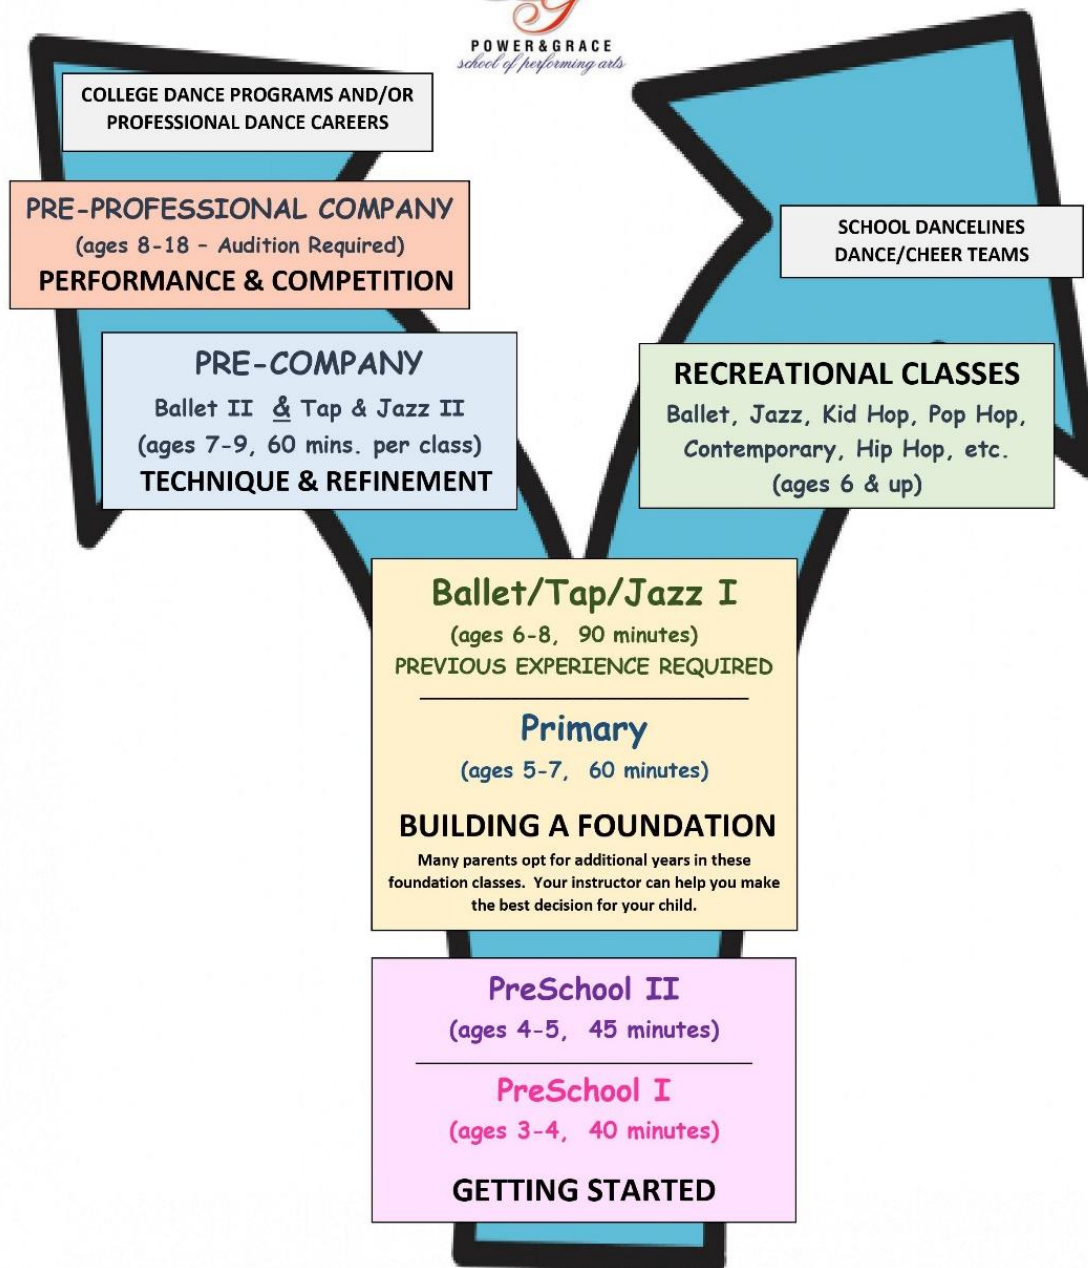 POWER&GRACE
school of performing arts
COLLEGE DANCE PROGRAMS AND/OR
PROFESSIONAL DANCE CAREERS
PRE-PROFESSIONAL COMPANY
(ages 8-18 – Audition Required)
PERFORMANCE & COMPETITION
SCHOOL DANCELINES
DANCE/CHEER TEAMS
PRE-COMPANY
Ballet II & Tap & Jazz II
(ages 7-9, 60 mins. per class)
TECHNIQUE & REFINEMENT
RECREATIONAL CLASSES
Ballet, Jazz, Kid Hop, Pop Hop,
Contemporary, Hip Hop, etc.
(ages 6 & up)
Ballet/Tap/Jazz I
(ages 6-8, 90 minutes)
PREVIOUS EXPERIENCE REQUIRED
Primary
(ages 5-7, 60 minutes)
BUILDING A FOUNDATION
Many parents opt for additional years in these
foundation classes. Your instructor can help you make
the best decision for your child.
PreSchool II
(ages 4-5, 45 minutes)
PreSchool I
(ages 3-4, 40 minutes)
GETTING STARTED